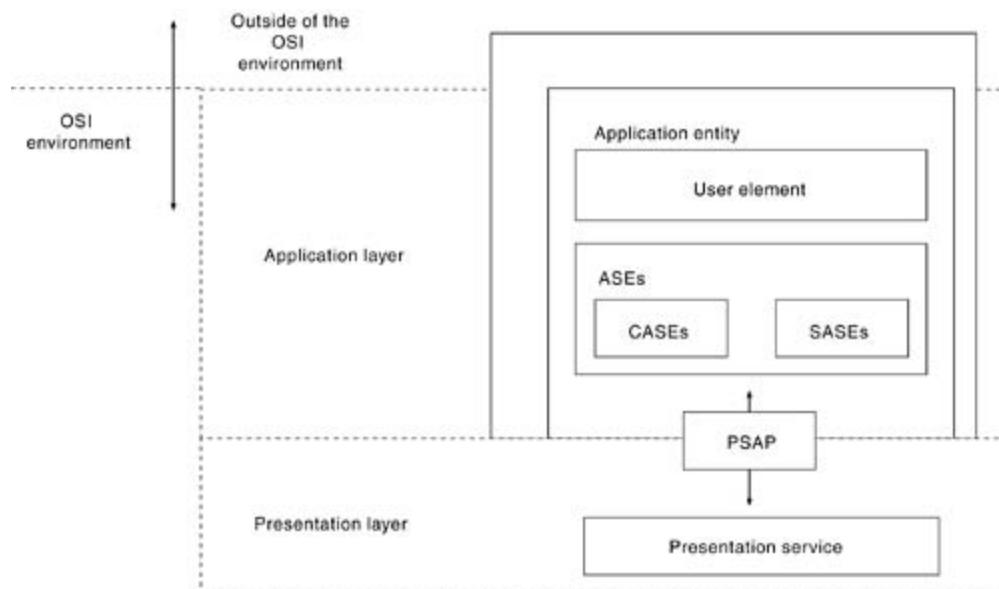 Outside of the
OSI
environment
OSI
environment
Application entity
User element
Application layer
ASEs
CASEs
SASEs
PSAP
Presentation layer
Presentation service